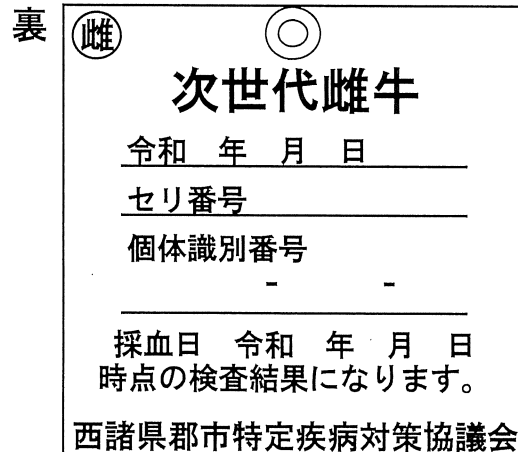 裏
雌
次世代雌牛
令和 年 月 日
セリ番号
個体識別番号
- -
採血日 令和 年 月 日
時点の検査結果になります。
西諸県郡市特定疾病対策協議会